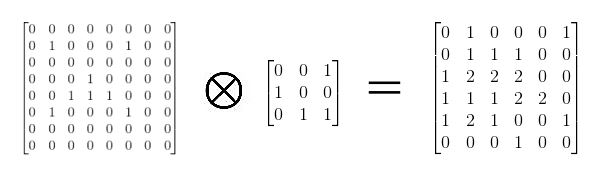 0 0 0 0 0 0 0 0
0 1 0 0 0 1 0 0
0 0 0 0 0 0 0 0
0 0 0 1 0 0 0 0
0 0 1 1 1 0 0 0
0 1 0 0 0 1 0 0
0 0 0 0 0 0 0 0
0 0 0 0 0 0 0 0
⊗
0 0 1
1 0 0
0 1 1
=
0 1 0 0 0 1
0 1 1 1 0 0
1 2 2 2 0 0
1 1 1 2 2 0
1 2 1 0 0 1
0 0 0 1 0 0